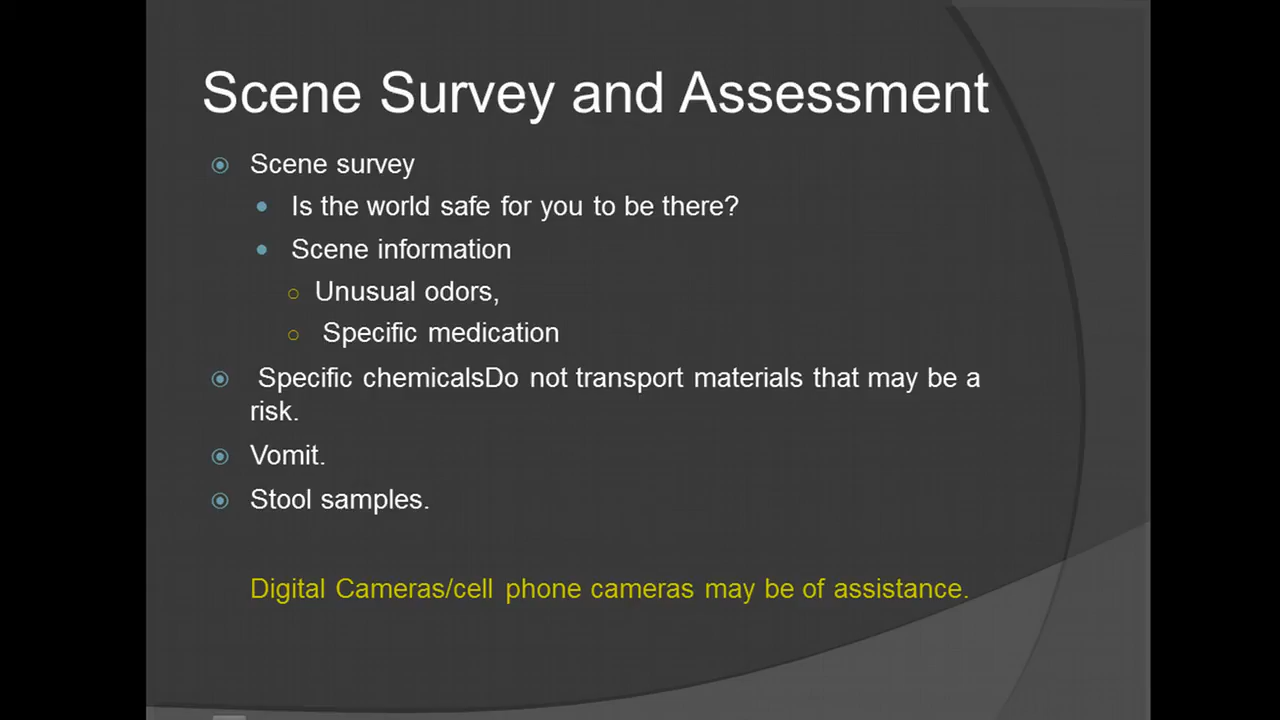 Scene Survey and Assessment
Scene survey
Is the world safe for you to be there?
Scene information
Unusual odors,
Specific medication
Specific chemicalsDo not transport materials that may be a
risk.
Vomit.
Stool samples.
Digital Cameras/cell phone cameras may be of assistance.